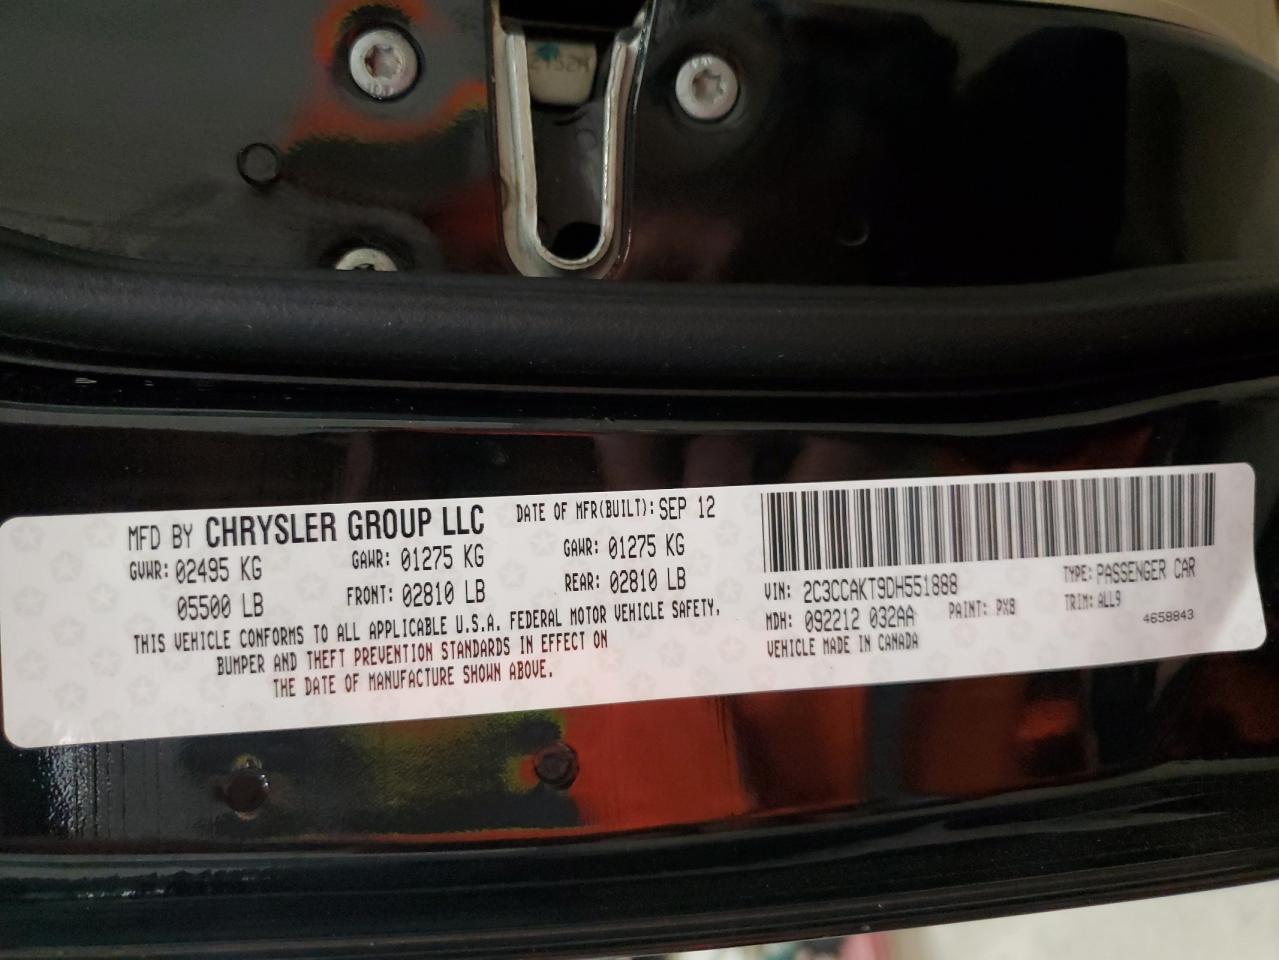 MFD BY CHRYSLER GROUP LLC DATE OF MFR(BUILT): SEP 12
GVWR: 02495 KG GAWR: 01275 KG GAWR: 01275 KG
05500 LB FRONT: 02810 LB REAR: 02810 LB
THIS VEHICLE CONFORMS TO ALL APPLICABLE U.S.A. FEDERAL MOTOR VEHICLE SAFETY,
BUMPER AND THEFT PREVENTION STANDARDS IN EFFECT ON
THE DATE OF MANUFACTURE SHOWN ABOVE.
VIN: 2C3CCAKT9DH551888 TYPE: PASSENGER CAR
MDH: 092212 032AA PAINT: PX8 TRIM: ALL9
VEHICLE MADE IN CANADA 4658843